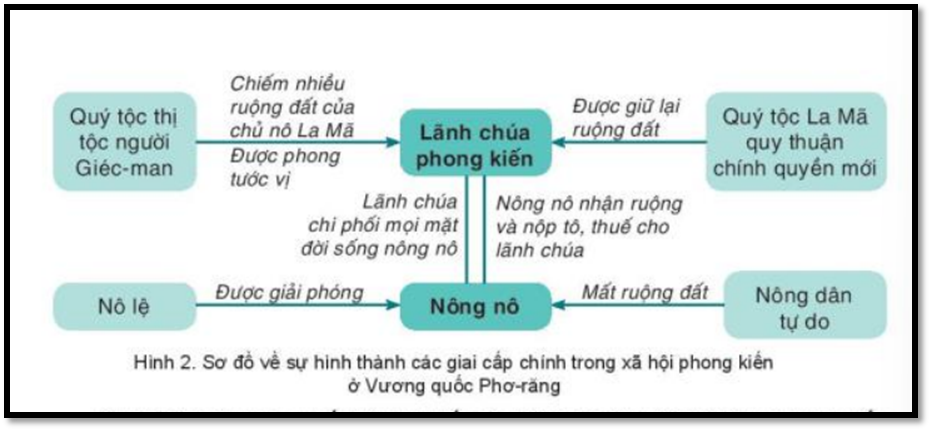 Quý tộc thị
tộc người
Giéc-man
Chiếm nhiều
ruộng đất của
chủ nô La Mã
Được phong
tước vị
Lãnh chúa
phong kiến
Được giữ lại
ruộng đất
Quý tộc La Mã
quy thuận
chính quyền mới
Lãnh chúa
chi phối mọi mặt
đời sống nông nô
Nông nô nhận ruộng
và nộp tô, thuế cho
lãnh chúa
Nô lệ
Được giải phóng
Nông nô
Mất ruộng đất
Nông dân
tự do
Hình 2. Sơ đồ về sự hình thành các giai cấp chính trong xã hội phong kiến
ở Vương quốc Phơ-răng